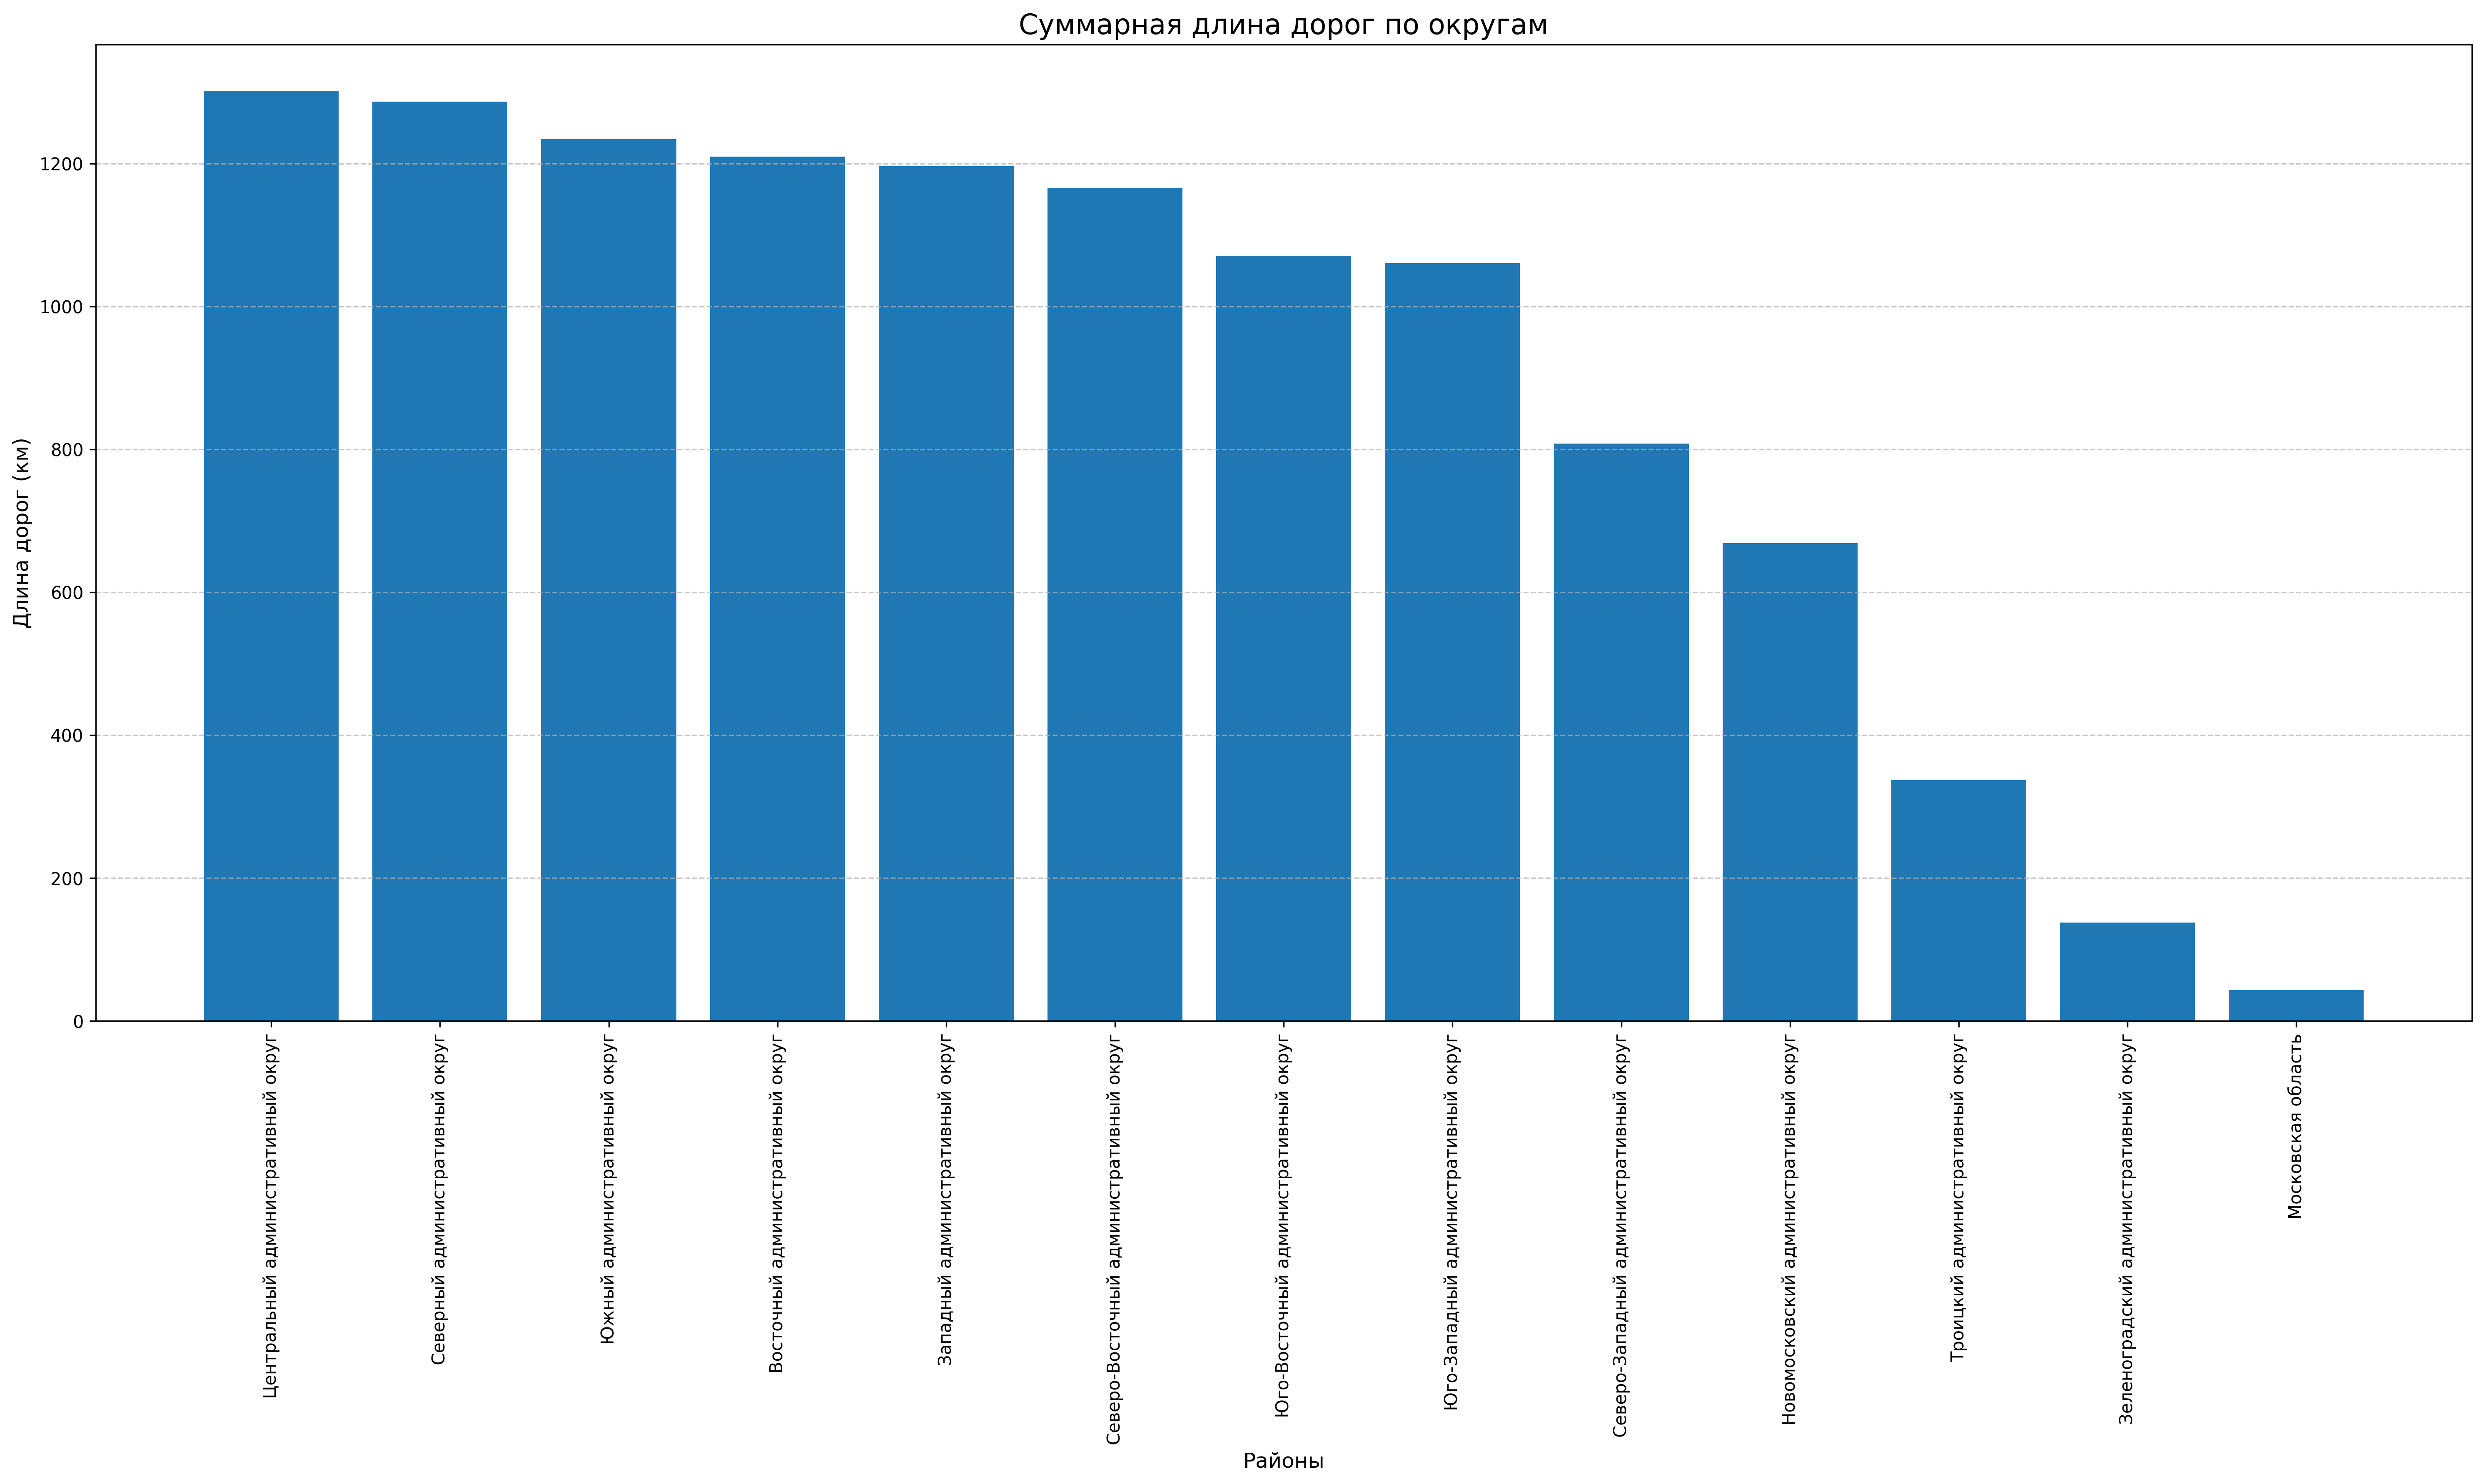 Суммарная длина дорог по округам
Длина дорог (км)
1200
1000
800
600
400
200
0
Центральный административный округ
Северный административный округ
Южный административный округ
Восточный административный округ
Западный административный округ
Северо-Восточный административный округ
Юго-Восточный административный округ
Юго-Западный административный округ
Северо-Западный административный округ
Новомосковский административный округ
Троицкий административный округ
Зеленоградский административный округ
Московская область
Районы